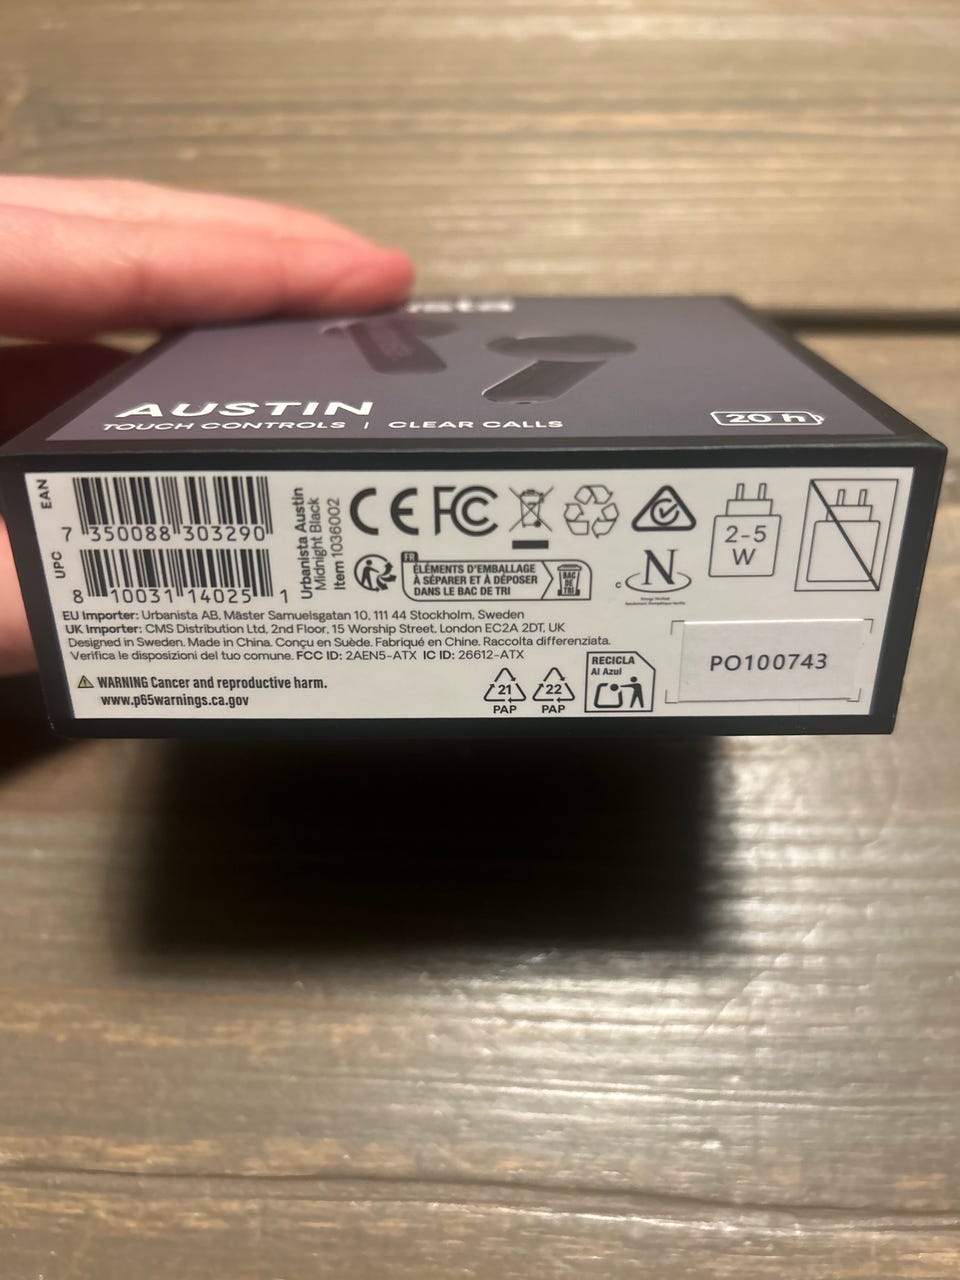 AUSTIN
TOUCH CONTROLS | CLEAR CALLS
20 h
EAN
7 350088 303290
UPC
8 10031 14025 1
Urbanista Austin
Midnight Black
Item 1036002
CE FC
2-5
W
N
FR
ÉLÉMENTS D'EMBALLAGE
À SÉPARER ET À DÉPOSER
DANS LE BAC DE TRI
BAC
DE
TRI
EU Importer: Urbanista AB, Mäster Samuelsgatan 10, 111 44 Stockholm, Sweden
UK Importer: CMS Distribution Ltd, 2nd Floor, 15 Worship Street, London EC2A 2DT, UK
Designed in Sweden. Made in China. Conçu en Suède. Fabriqué en Chine. Raccolta differenziata.
Verifica le disposizioni del tuo comune. FCC ID: 2AEN5-ATX IC ID: 26612-ATX
WARNING Cancer and reproductive harm.
www.p65warnings.ca.gov
21
PAP
22
PAP
RECICLA
Al Azul
PO100743